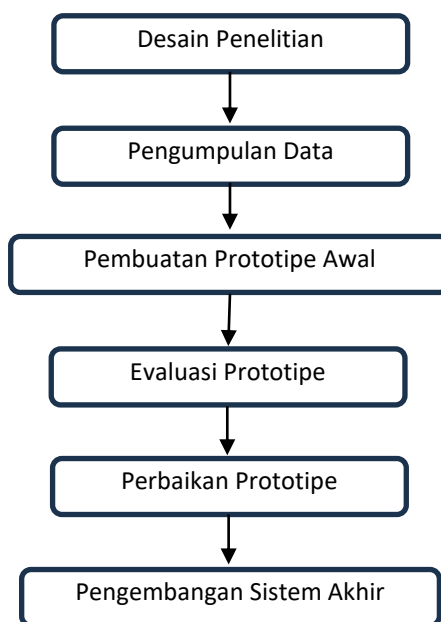 Desain Penelitian
Pengumpulan Data
Pembuatan Prototipe Awal
Evaluasi Prototipe
Perbaikan Prototipe
Pengembangan Sistem Akhir